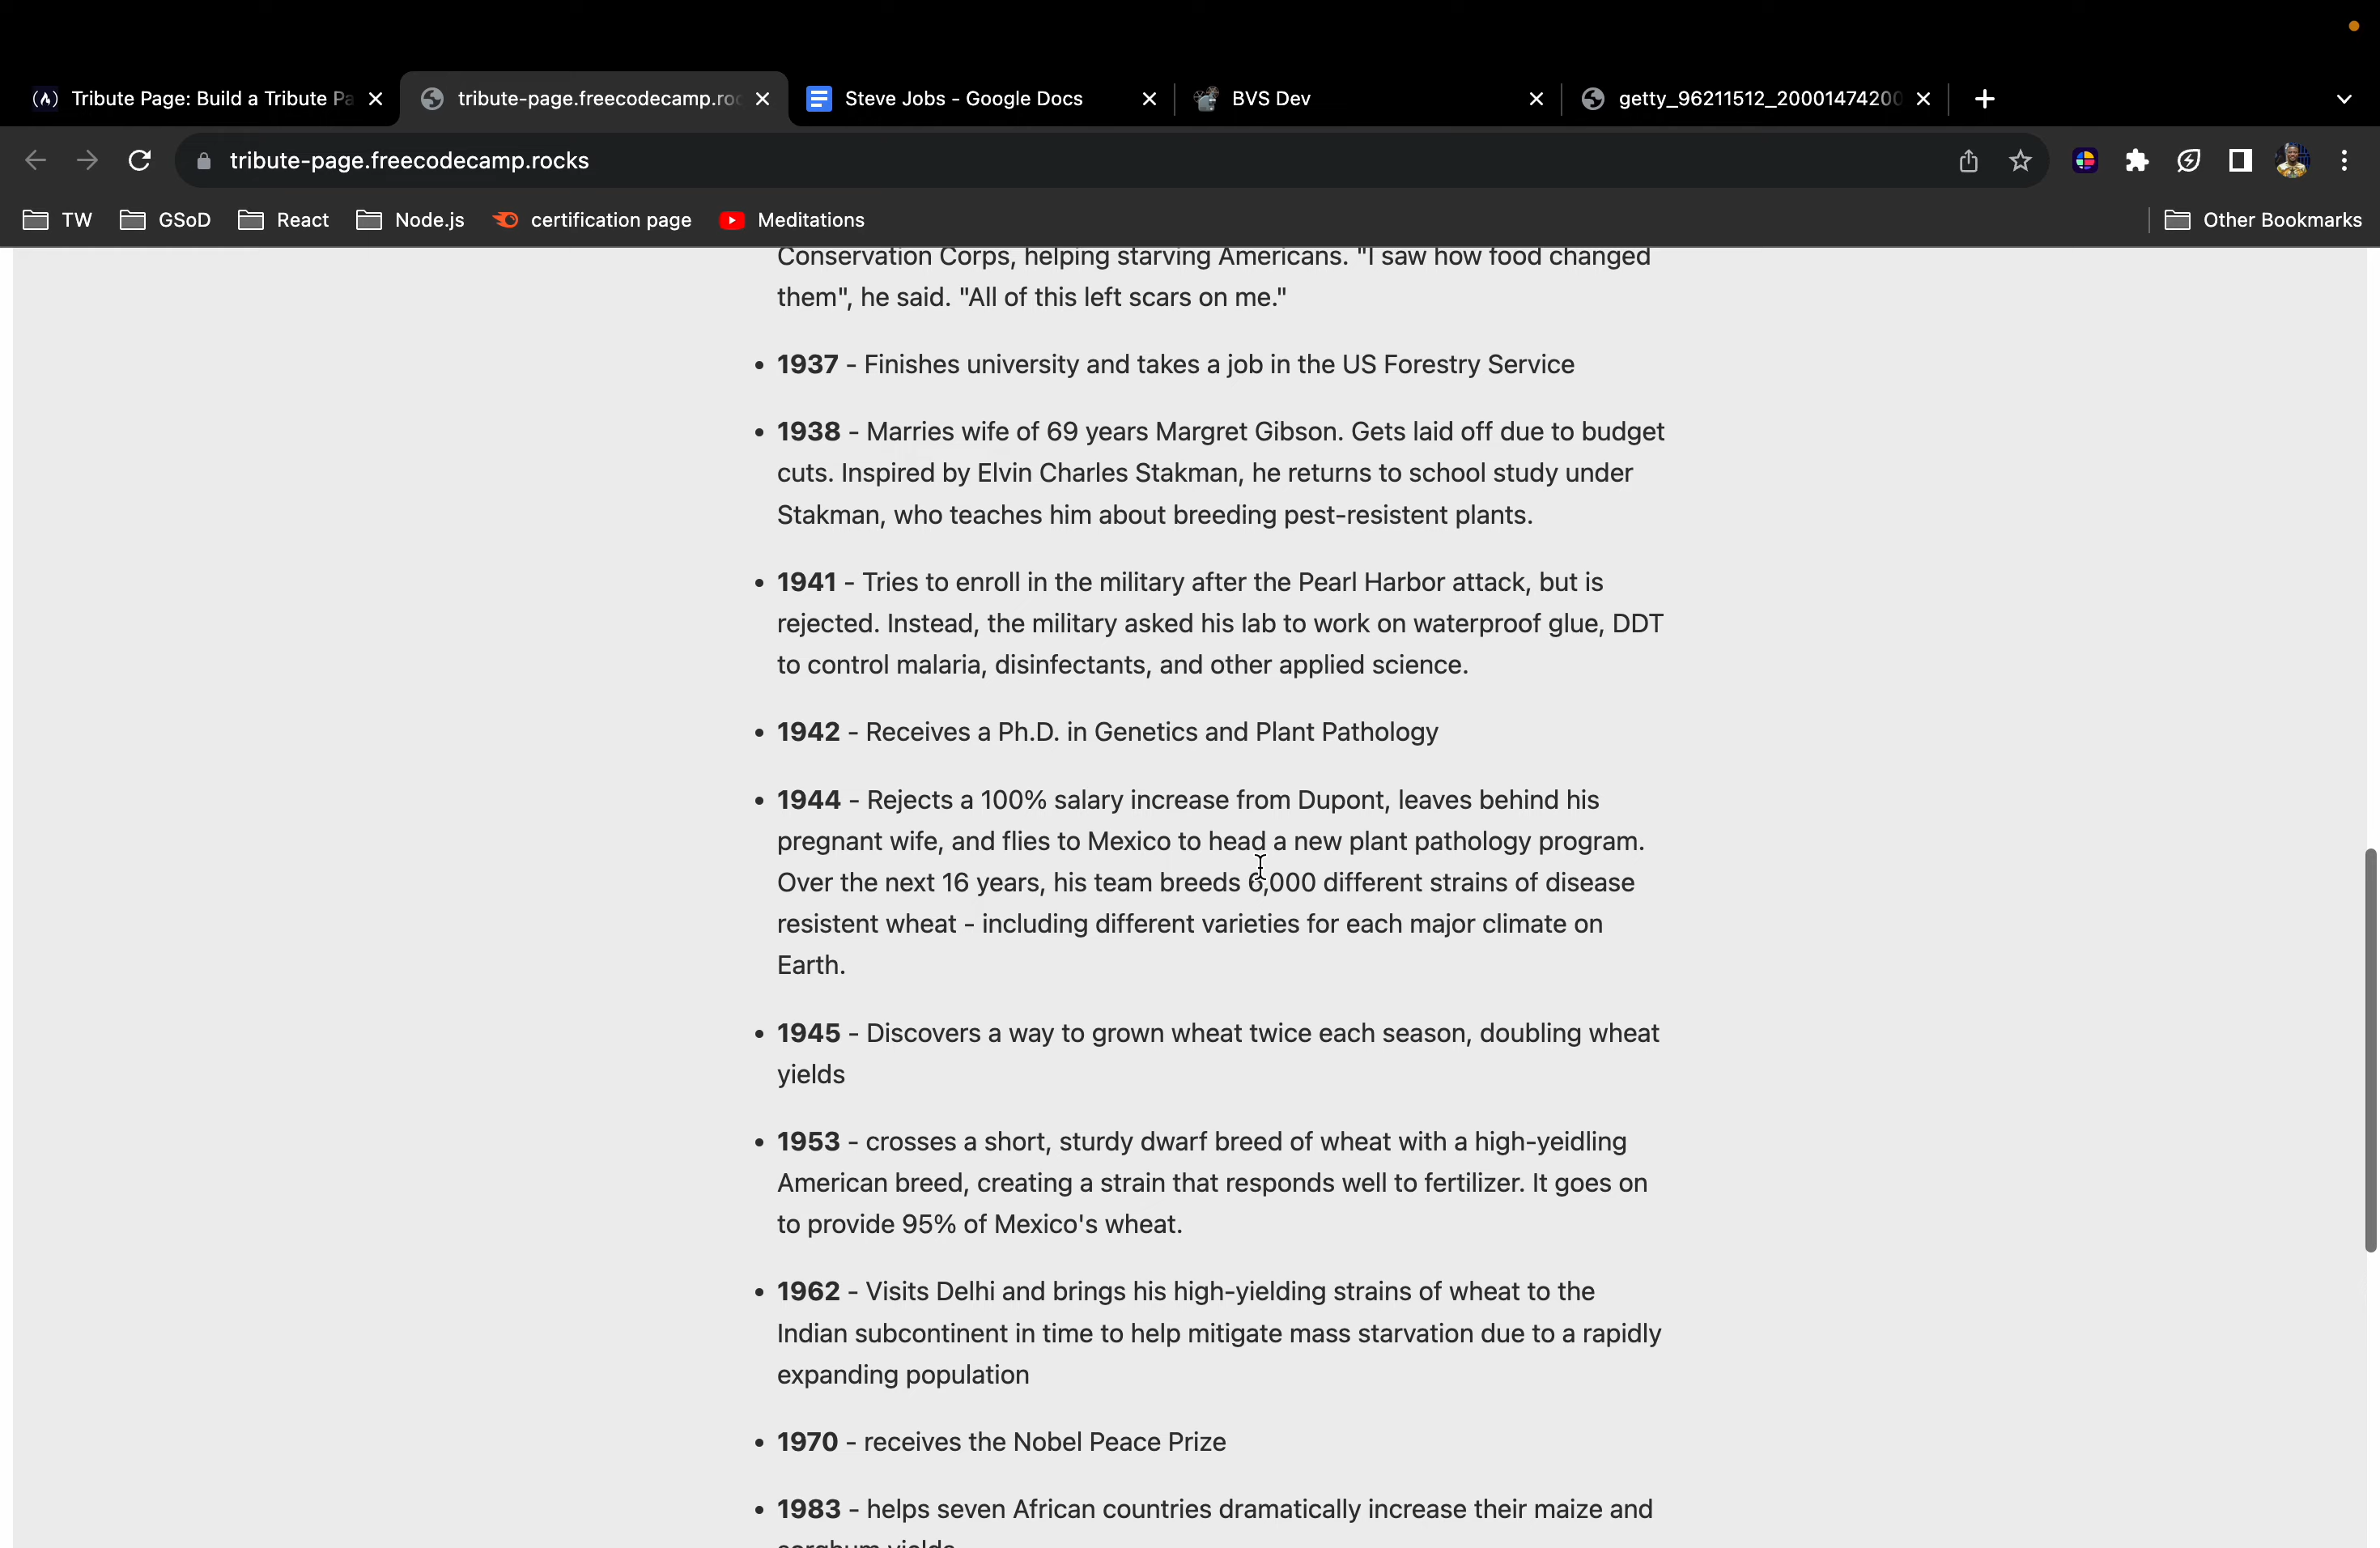 Tribute Page: Build a Tribute Pa
tribute-page.freecodecamp.roc
Steve Jobs - Google Docs
BVS Dev
getty_96211512_20001474200
tribute-page.freecodecamp.rocks
TW
GSoD
React
Node.js
certification page
Meditations
Other Bookmarks
Conservation Corps, helping starving Americans. "I saw how food changed
them", he said. "All of this left scars on me."
• 1937 - Finishes university and takes a job in the US Forestry Service
• 1938 - Marries wife of 69 years Margret Gibson. Gets laid off due to budget
cuts. Inspired by Elvin Charles Stakman, he returns to school study under
Stakman, who teaches him about breeding pest-resistent plants.
• 1941 - Tries to enroll in the military after the Pearl Harbor attack, but is
rejected. Instead, the military asked his lab to work on waterproof glue, DDT
to control malaria, disinfectants, and other applied science.
• 1942 - Receives a Ph.D. in Genetics and Plant Pathology
• 1944 - Rejects a 100% salary increase from Dupont, leaves behind his
pregnant wife, and flies to Mexico to head a new plant pathology program.
Over the next 16 years, his team breeds 6,000 different strains of disease
resistent wheat - including different varieties for each major climate on
Earth.
• 1945 - Discovers a way to grown wheat twice each season, doubling wheat
yields
• 1953 - crosses a short, sturdy dwarf breed of wheat with a high-yeidling
American breed, creating a strain that responds well to fertilizer. It goes on
to provide 95% of Mexico's wheat.
• 1962 - Visits Delhi and brings his high-yielding strains of wheat to the
Indian subcontinent in time to help mitigate mass starvation due to a rapidly
expanding population
• 1970 - receives the Nobel Peace Prize
• 1983 - helps seven African countries dramatically increase their maize and
sorghum yields